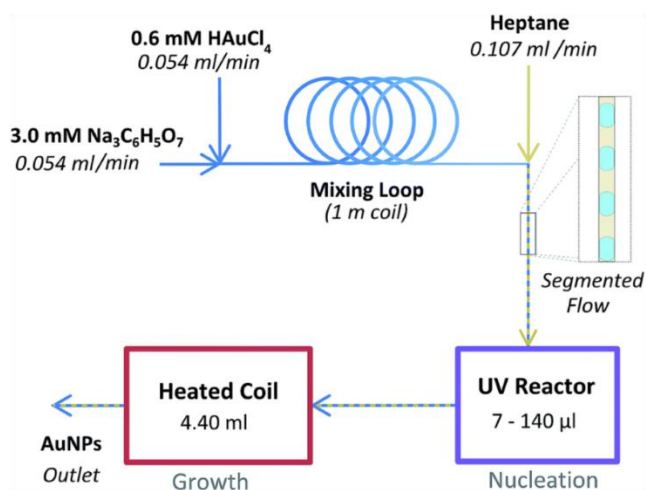 0.6 mM HAuCl₄
0.054 ml/min
Heptane
0.107 ml/min
3.0 mM Na₃C₆H₅O₇
0.054 ml/min
Mixing Loop
(1 m coil)
Segmented
Flow
Heated Coil
4.40 ml
UV Reactor
7 - 140 µl
AuNPs
Outlet
Growth
Nucleation